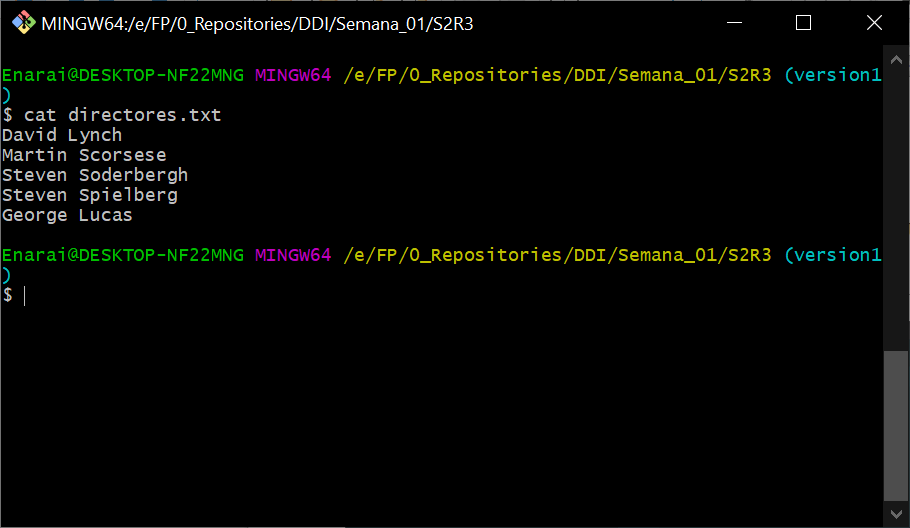 MINGW64:/e/FP/0_Repositories/DDI/Semana_01/S2R3
Enarai@DESKTOP-NF22MNG MINGW64 /e/FP/0_Repositories/DDI/Semana_01/S2R3 (version1
)
$ cat directores.txt
David Lynch
Martin Scorsese
Steven Soderbergh
Steven Spielberg
George Lucas
Enarai@DESKTOP-NF22MNG MINGW64 /e/FP/0_Repositories/DDI/Semana_01/S2R3 (version1
)
$